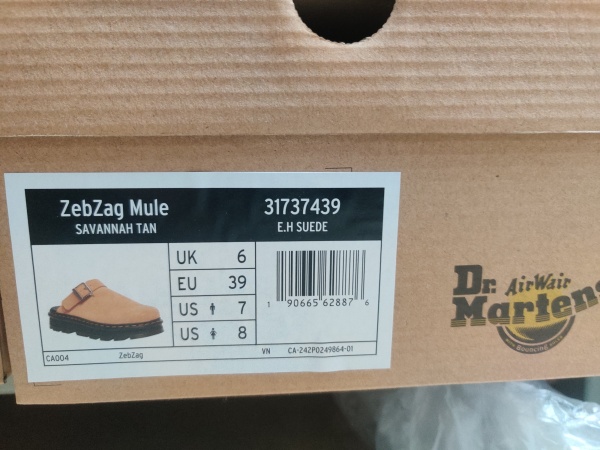 ZebZag Mule
SAVANNAH TAN
31737439
E.H SUEDE
UK 6
EU 39
US 7
US 8
1 90665 62887 6
CA004
ZebZag
VN
CA-242P0249864-01
Dr. AirWair
Martens
BOUNCING